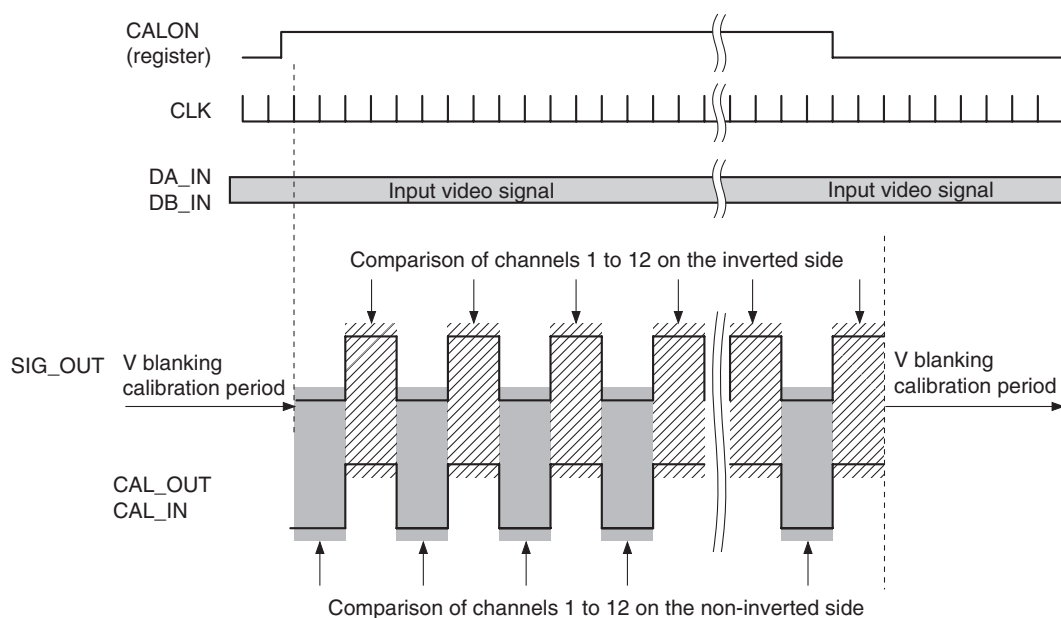 CALON
(register)
CLK
DA_IN
DB_IN
Input video signal
Input video signal
Comparison of channels 1 to 12 on the inverted side
SIG_OUT
V blanking
calibration period
V blanking
calibration period
CAL_OUT
CAL_IN
Comparison of channels 1 to 12 on the non-inverted side